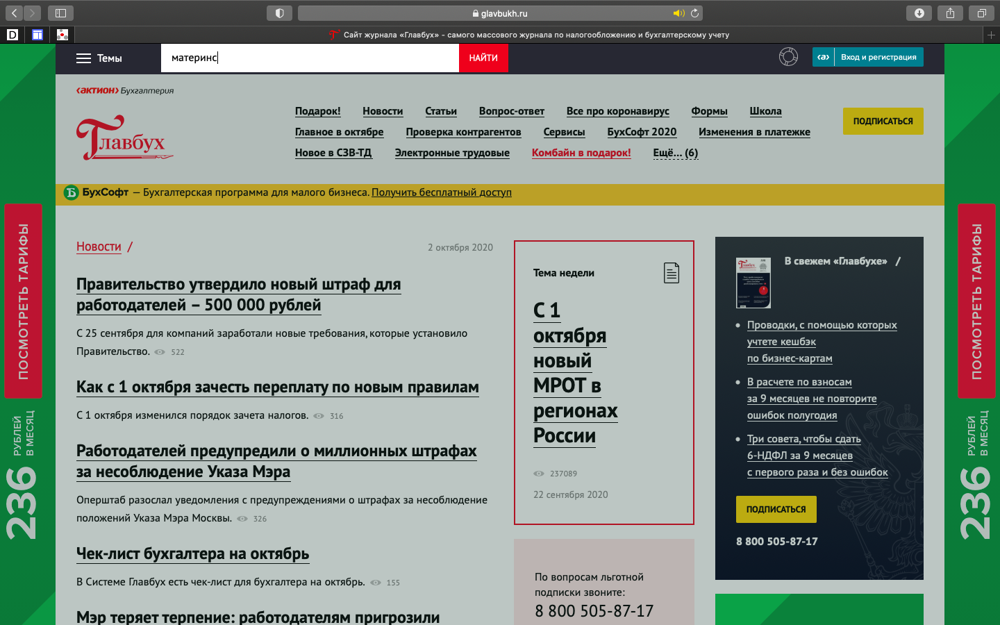 glavbukh.ru
D
Сайт журнала «Главбух» - самого массового журнала по налогообложению и бухгалтерскому учету
Темы
материнс
НАЙТИ
Вход и регистрация
‹актион› Бухгалтерия
Главбух
Подарок! Новости Статьи Вопрос-ответ Все про коронавирус Формы Школа
Главное в октябре Проверка контрагентов Сервисы БухСофт 2020 Изменения в платежке
Новое в СЗВ-ТД Электронные трудовые Комбайн в подарок! Ещё... (6)
ПОДПИСАТЬСЯ
БухСофт — Бухгалтерская программа для малого бизнеса. Получить бесплатный доступ
ПОСМОТРЕТЬ ТАРИФЫ
236
РУБЛЕЙ
В МЕСЯЦ
Новости /
2 октября 2020
Правительство утвердило новый штраф для
работодателей – 500 000 рублей
С 25 сентября для компаний заработали новые требования, которые установило
Правительство. 522
Как с 1 октября зачесть переплату по новым правилам
С 1 октября изменился порядок зачета налогов. 316
Работодателей предупредили о миллионных штрафах
за несоблюдение Указа Мэра
Оперштаб разослал уведомления с предупреждениями о штрафах за несоблюдение
положений Указа Мэра Москвы. 326
Чек-лист бухгалтера на октябрь
В Системе Главбух есть чек-лист для бухгалтера на октябрь. 155
Мэр теряет терпение: работодателям пригрозили
Тема недели
С 1
октября
новый
МРОТ в
регионах
России
237089
22 сентября 2020
По вопросам льготной
подписки звоните:
8 800 505-87-17
В свежем «Главбухе» /
Проводки, с помощью которых
учтете кешбэк
по бизнес-картам
В расчете по взносам
за 9 месяцев не повторите
ошибок полугодия
Три совета, чтобы сдать
6-НДФЛ за 9 месяцев
с первого раза и без ошибок
ПОДПИСАТЬСЯ
8 800 505-87-17
ПОСМОТРЕТЬ ТАРИФЫ
236
РУБЛЕЙ
В МЕСЯЦ